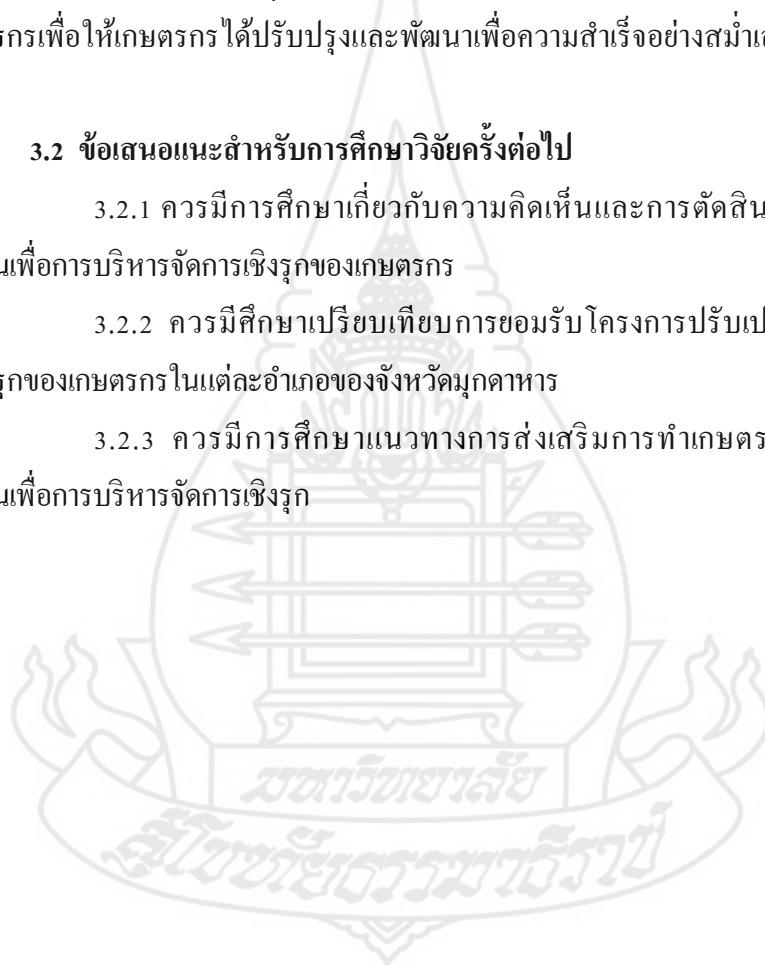 รกรเพื่อให้เกษตรกรได้ปรับปรุงและพัฒนาเพื่อความสำเร็จอย่างสม่ำเส
3.2 ข้อเสนอแนะสำหรับการศึกษาวิจัยครั้งต่อไป
3.2.1 ควรมีการศึกษาเกี่ยวกับความคิดเห็นและการตัดสิน
นเพื่อการบริหารจัดการเชิงรุกของเกษตรกร
3.2.2 ควรมีศึกษาเปรียบเทียบการยอมรับโครงการปรับเป
รุกของเกษตรกรในแต่ละอำเภอของจังหวัดมุกดาหาร
3.2.3 ควรมีการศึกษาแนวทางการส่งเสริมการทำเกษตร
นเพื่อการบริหารจัดการเชิงรุก
มหาวิทยาลัย
สุโขทัยธรรมาธิราช